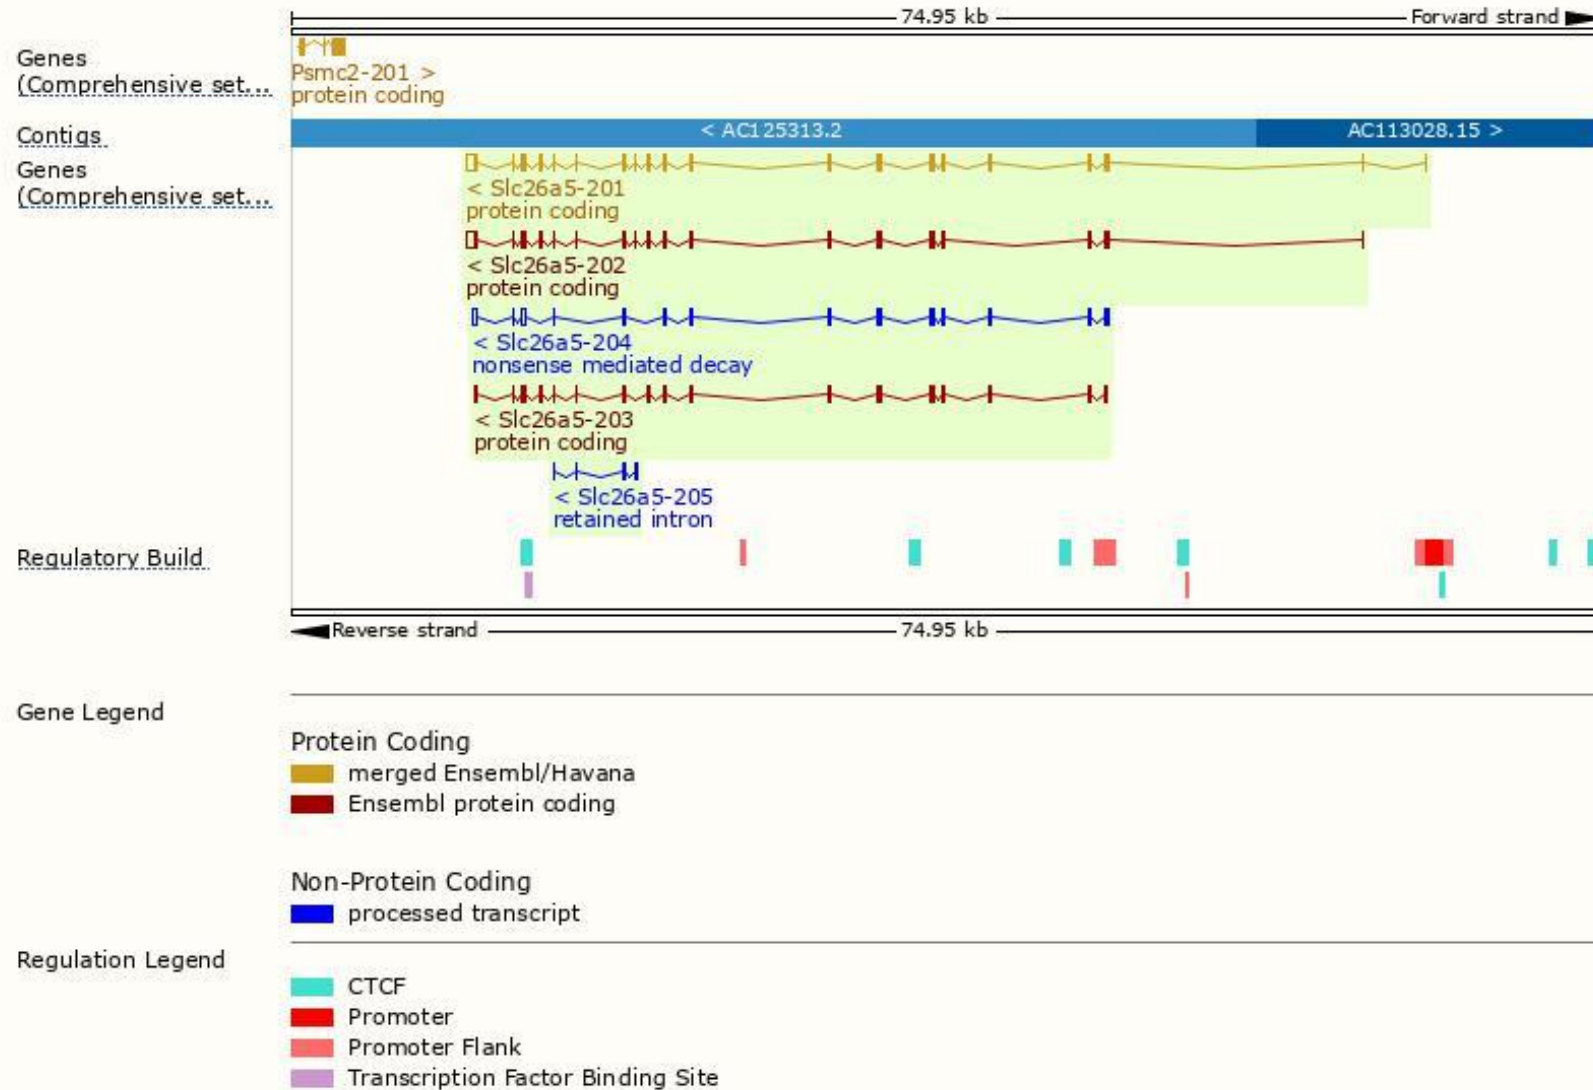 74.95 kb Forward strand
Genes
(Comprehensive set...
Psmc2-201 >
protein coding
Contigs
< AC125313.2 AC113028.15 >
Genes
(Comprehensive set...
< Slc26a5-201
protein coding
< Slc26a5-202
protein coding
< Slc26a5-204
nonsense mediated decay
< Slc26a5-203
protein coding
< Slc26a5-205
retained intron
Regulatory Build
Reverse strand 74.95 kb
Gene Legend
Protein Coding
merged Ensembl/Havana
Ensembl protein coding
Non-Protein Coding
processed transcript
Regulation Legend
CTCF
Promoter
Promoter Flank
Transcription Factor Binding Site